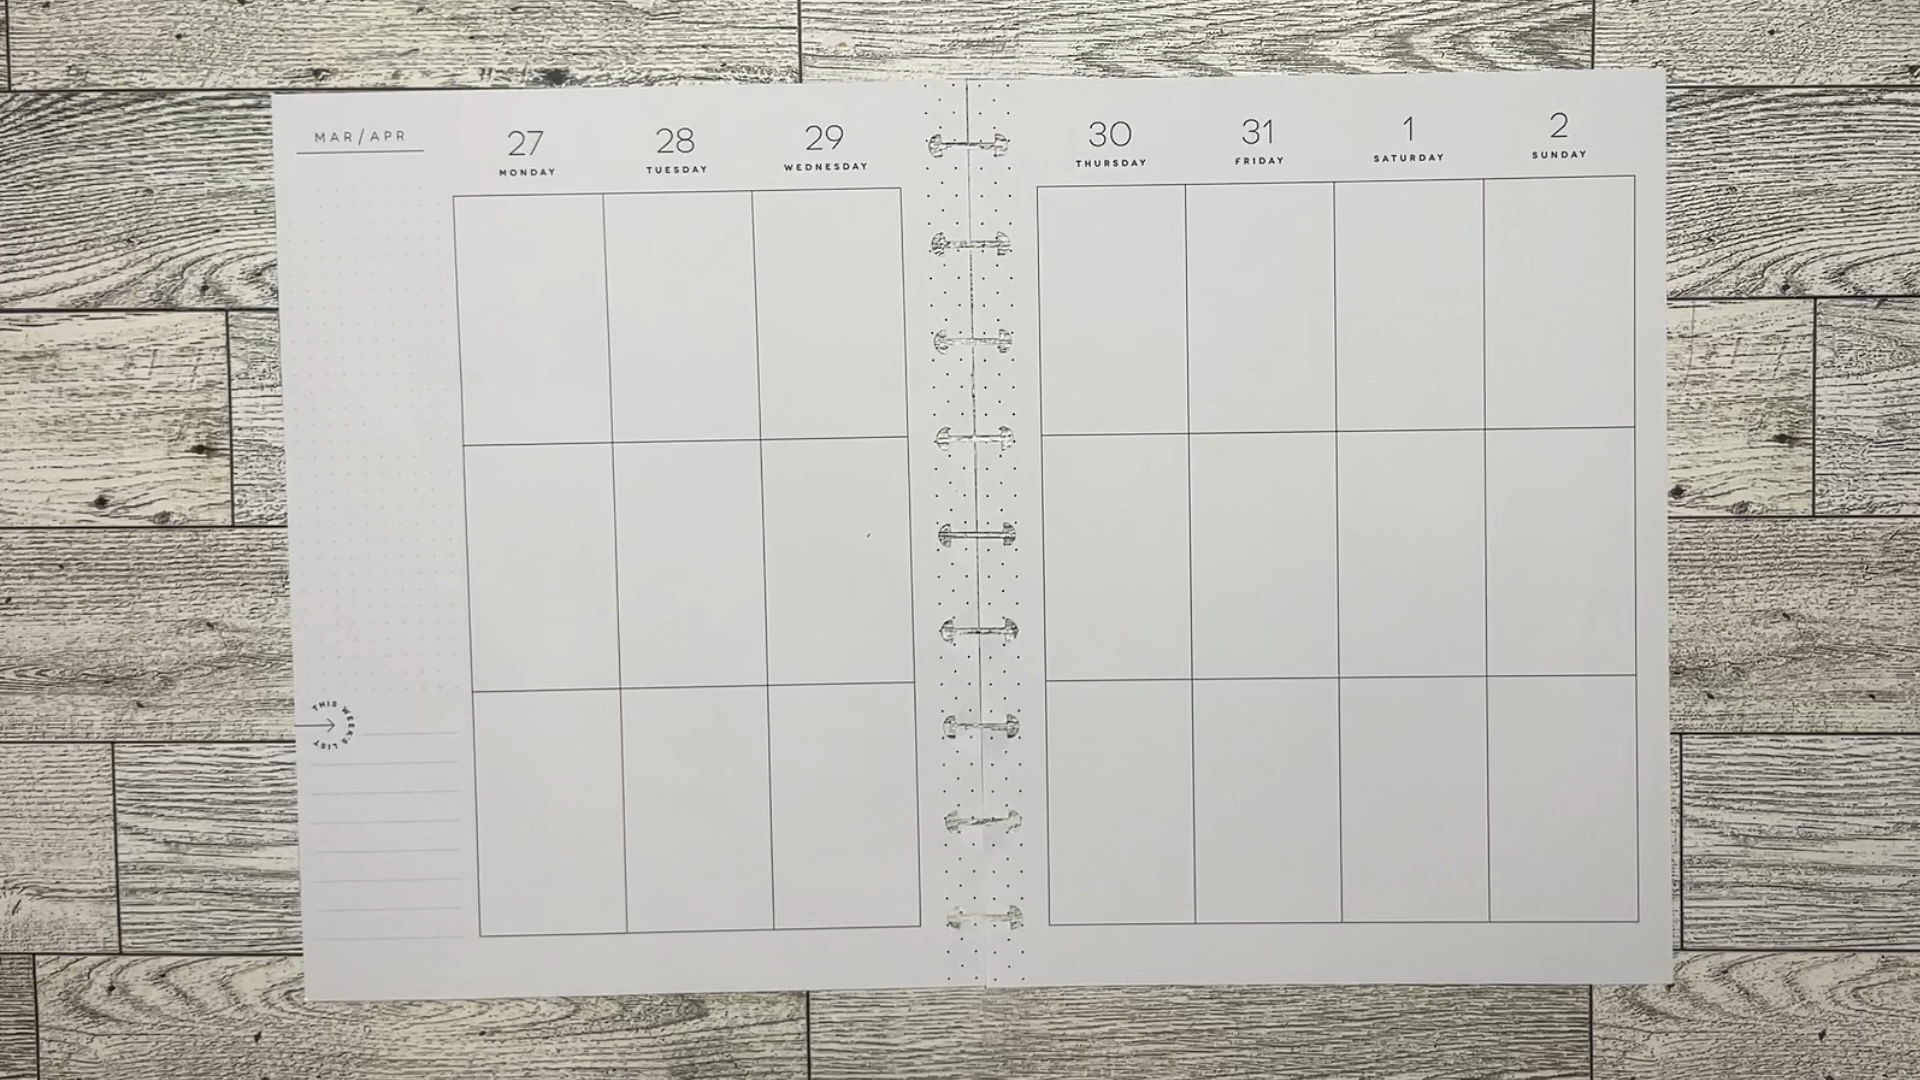 MAR/APR
27
MONDAY
28
TUESDAY
29
WEDNESDAY
30
THURSDAY
31
FRIDAY
1
SATURDAY
2
SUNDAY
THIS WEEK'S LIST